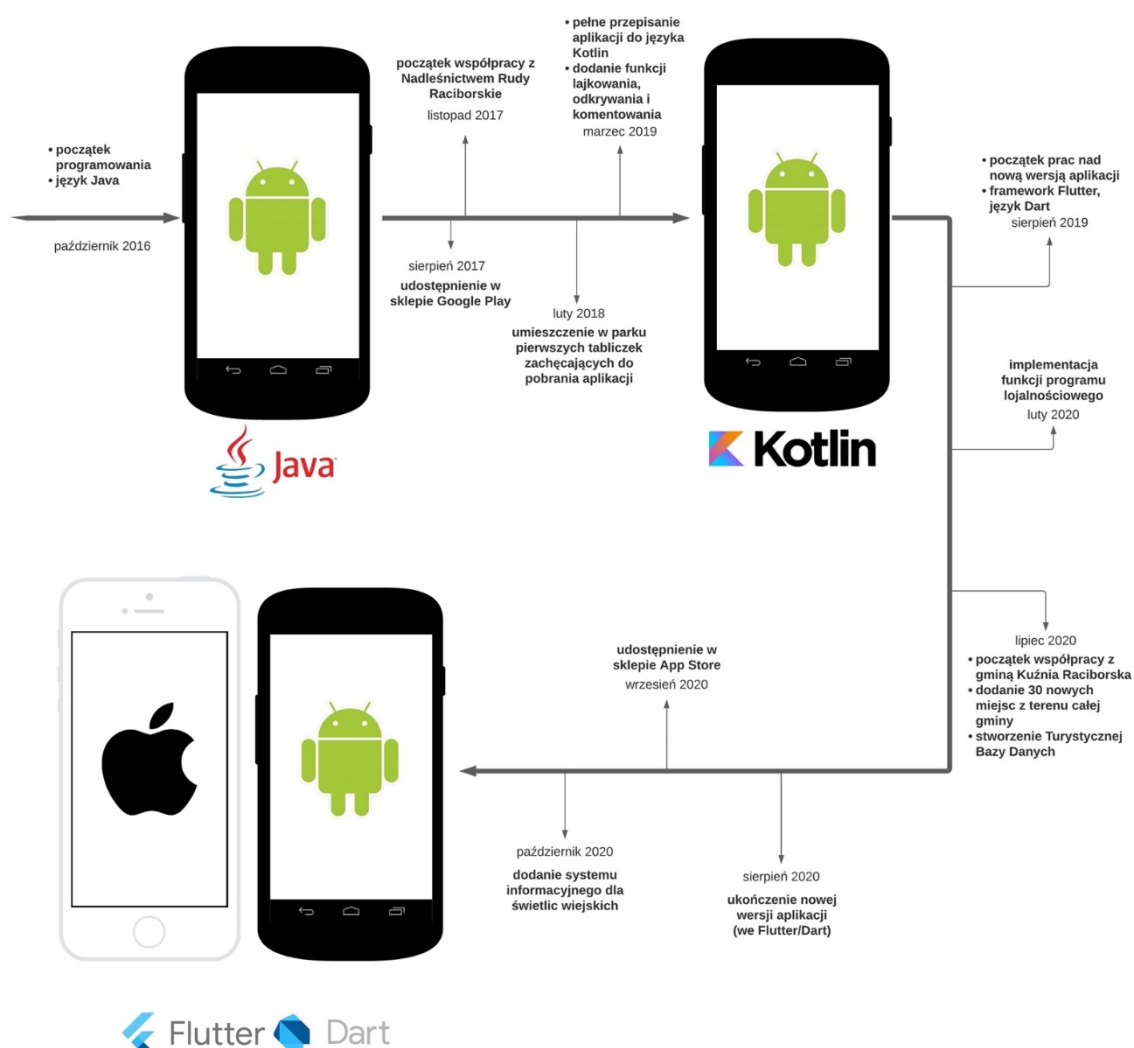 • początek
programowania
• język Java
październik 2016
Java
początek współpracy z
Nadleśnictwem Rudy
Raciborskie
listopad 2017
sierpień 2017
udostępnienie w
sklepie Google Play
luty 2018
umieszczenie w parku
pierwszych tabliczek
zachęcających do
pobrania aplikacji
• pełne przepisanie
aplikacji do języka
Kotlin
• dodanie funkcji
lajkowania,
odkrywania i
komentowania
marzec 2019
Kotlin
• początek prac nad
nową wersją aplikacji
• framework Flutter,
język Dart
sierpień 2019
implementacja
funkcji programu
lojalnościowego
luty 2020
lipiec 2020
• początek współpracy z
gminą Kuźnia Raciborska
• dodanie 30 nowych
miejsc z terenu całej
gminy
• stworzenie Turystycznej
Bazy Danych
sierpień 2020
ukończenie nowej
wersji aplikacji
(we Flutter/Dart)
udostępnienie w
sklepie App Store
wrzesień 2020
październik 2020
dodanie systemu
informacyjnego dla
świetlic wiejskich
Flutter Dart